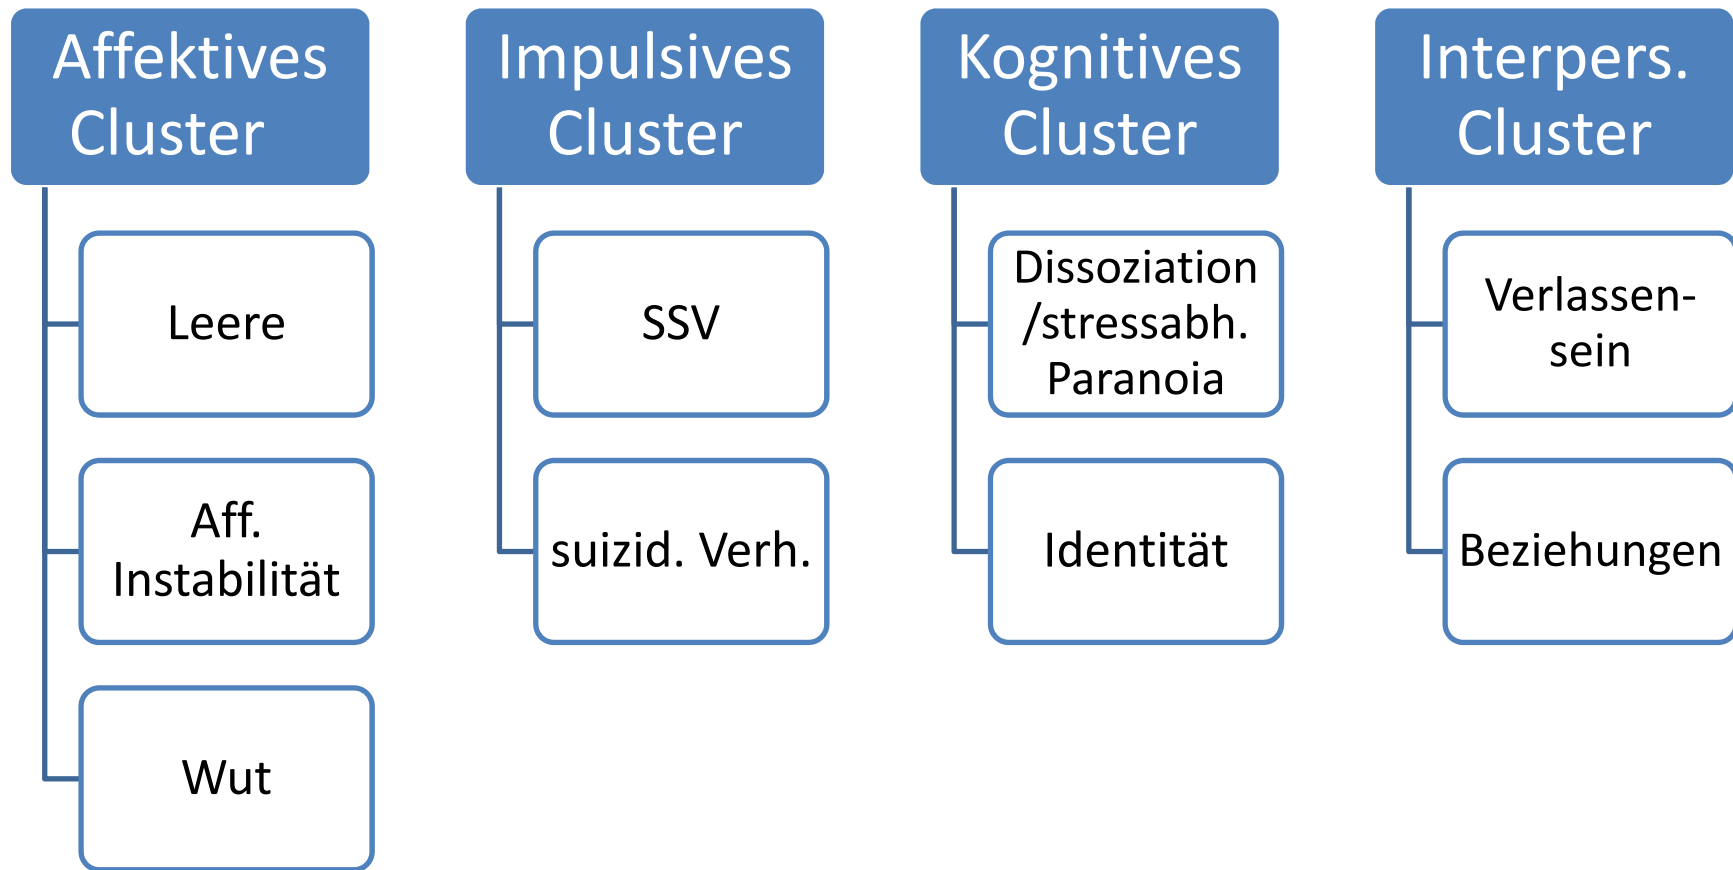 Affektives
Cluster
Leere
Aff.
Instabilität
Wut
Impulsives
Cluster
SSV
suizid. Verh.
Kognitives
Cluster
Dissoziation
/stressabh.
Paranoia
Identität
Interpers.
Cluster
Verlassen-
sein
Beziehungen